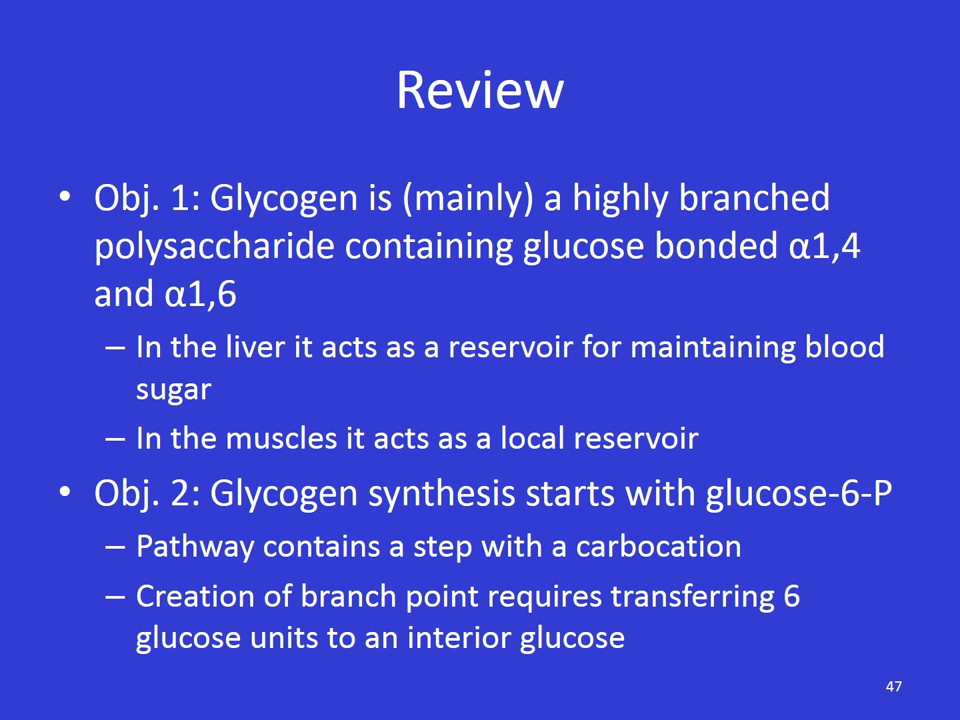 Review
• Obj. 1: Glycogen is (mainly) a highly branched
polysaccharide containing glucose bonded α1,4
and α1,6
– In the liver it acts as a reservoir for maintaining blood
sugar
– In the muscles it acts as a local reservoir
• Obj. 2: Glycogen synthesis starts with glucose-6-P
– Pathway contains a step with a carbocation
– Creation of branch point requires transferring 6
glucose units to an interior glucose
47